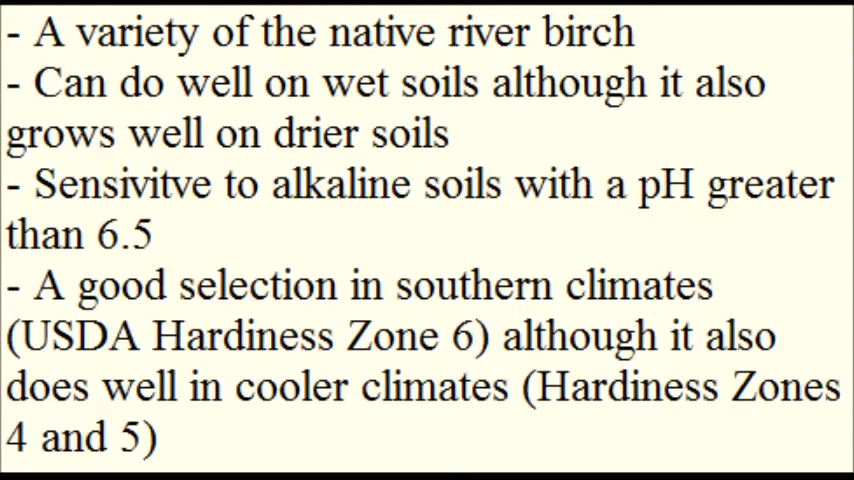 - A variety of the native river birch
- Can do well on wet soils although it also
grows well on drier soils
- Sensivitve to alkaline soils with a pH greater
than 6.5
- A good selection in southern climates
(USDA Hardiness Zone 6) although it also
does well in cooler climates (Hardiness Zones
4 and 5)